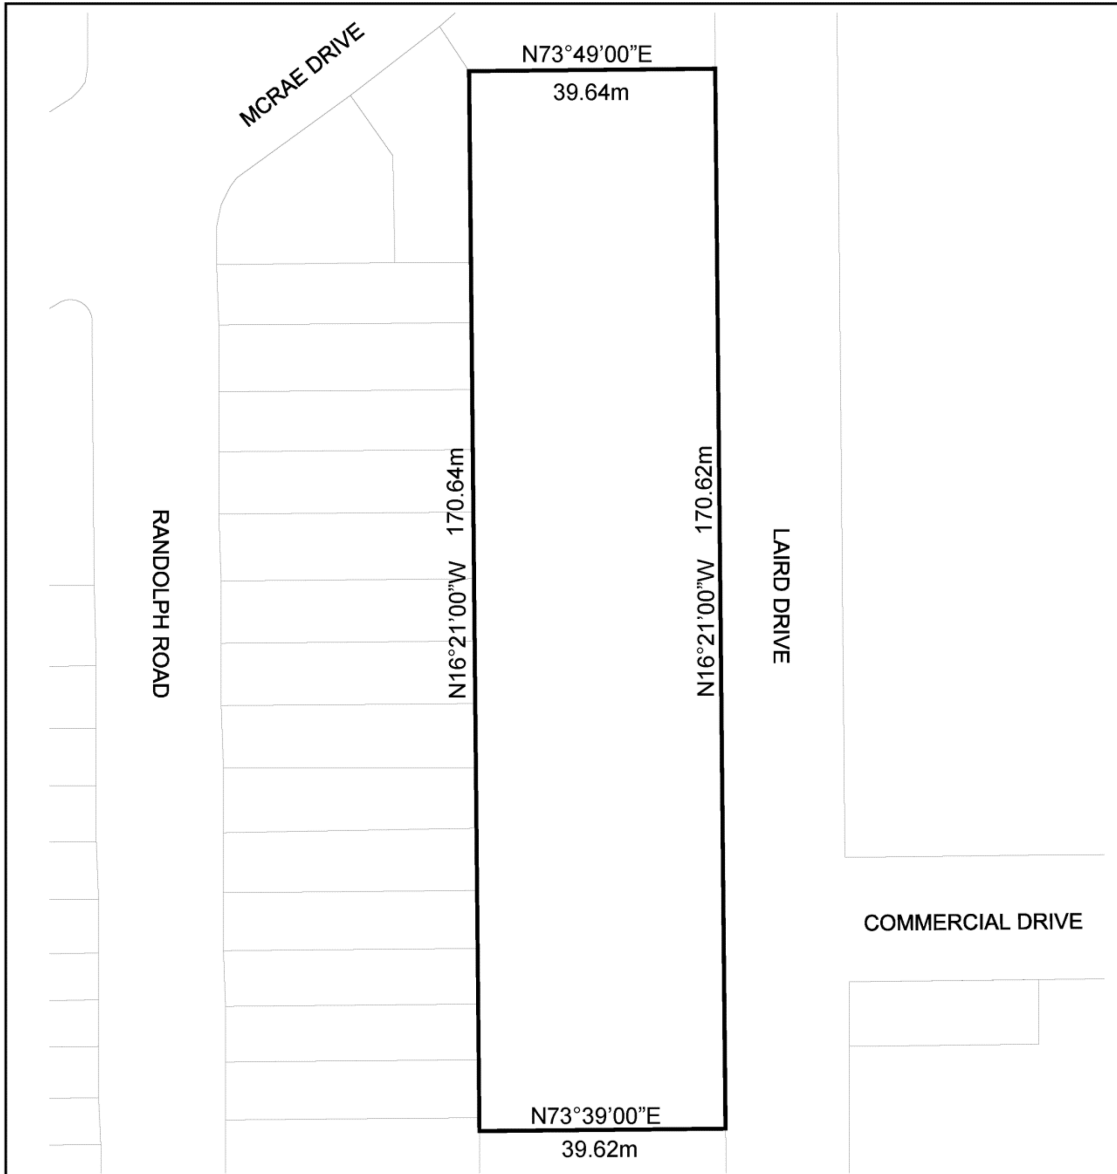 MCRAE DRIVE
N73°49’00”E
39.64m
RANDOLPH ROAD
N16°21’00”W 170.64m
N16°21’00”W 170.62m
LAIRD DRIVE
COMMERCIAL DRIVE
N73°39’00”E
39.62m